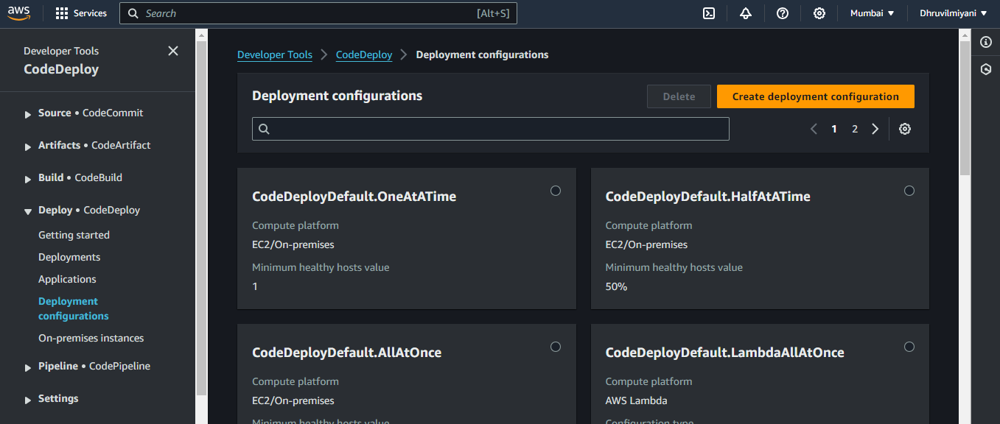 aws
Services
Search
[Alt+S]
Mumbai
Dhruvilmiyani
Developer Tools
CodeDeploy
Source • CodeCommit
Artifacts • CodeArtifact
Build • CodeBuild
Deploy • CodeDeploy
Getting started
Deployments
Applications
Deployment
configurations
On-premises instances
Pipeline • CodePipeline
Settings
Developer Tools
CodeDeploy
Deployment configurations
Deployment configurations
Delete
Create deployment configuration
1
2
CodeDeployDefault.OneAtATime
Compute platform
EC2/On-premises
Minimum healthy hosts value
1
CodeDeployDefault.HalfAtATime
Compute platform
EC2/On-premises
Minimum healthy hosts value
50%
CodeDeployDefault.AllAtOnce
Compute platform
EC2/On-premises
Minimum healthy hosts value
CodeDeployDefault.LambdaAllAtOnce
Compute platform
AWS Lambda
Configuration type